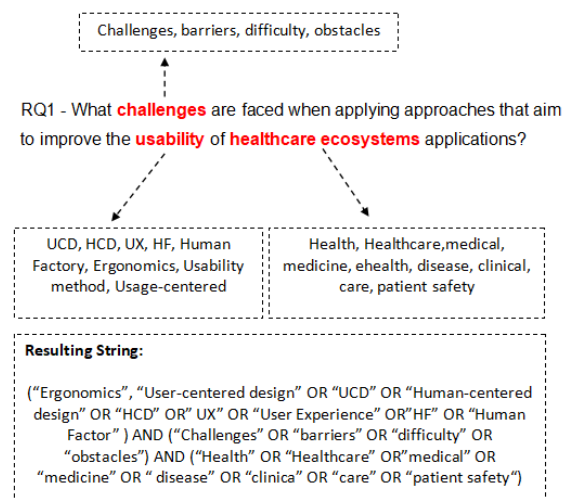 Challenges, barriers, difficulty, obstacles
RQ1 - What challenges are faced when applying approaches that aim
to improve the usability of healthcare ecosystems applications?
UCD, HCD, UX, HF, Human
Factory, Ergonomics, Usability
method, Usage-centered
Health, Healthcare,medical,
medicine, ehealth, disease, clinical,
care, patient safety
Resulting String:
(“Ergonomics”, “User-centered design” OR “UCD” OR “Human-centered
design” OR “HCD” OR” UX” OR “User Experience” OR”HF” OR “Human
Factor” ) AND (“Challenges” OR “barriers” OR “difficulty” OR
“obstacles”) AND (“Health” OR “Healthcare” OR”medical” OR
“medicine” OR “ disease” OR “clinica” OR “care” OR “patient safety“)